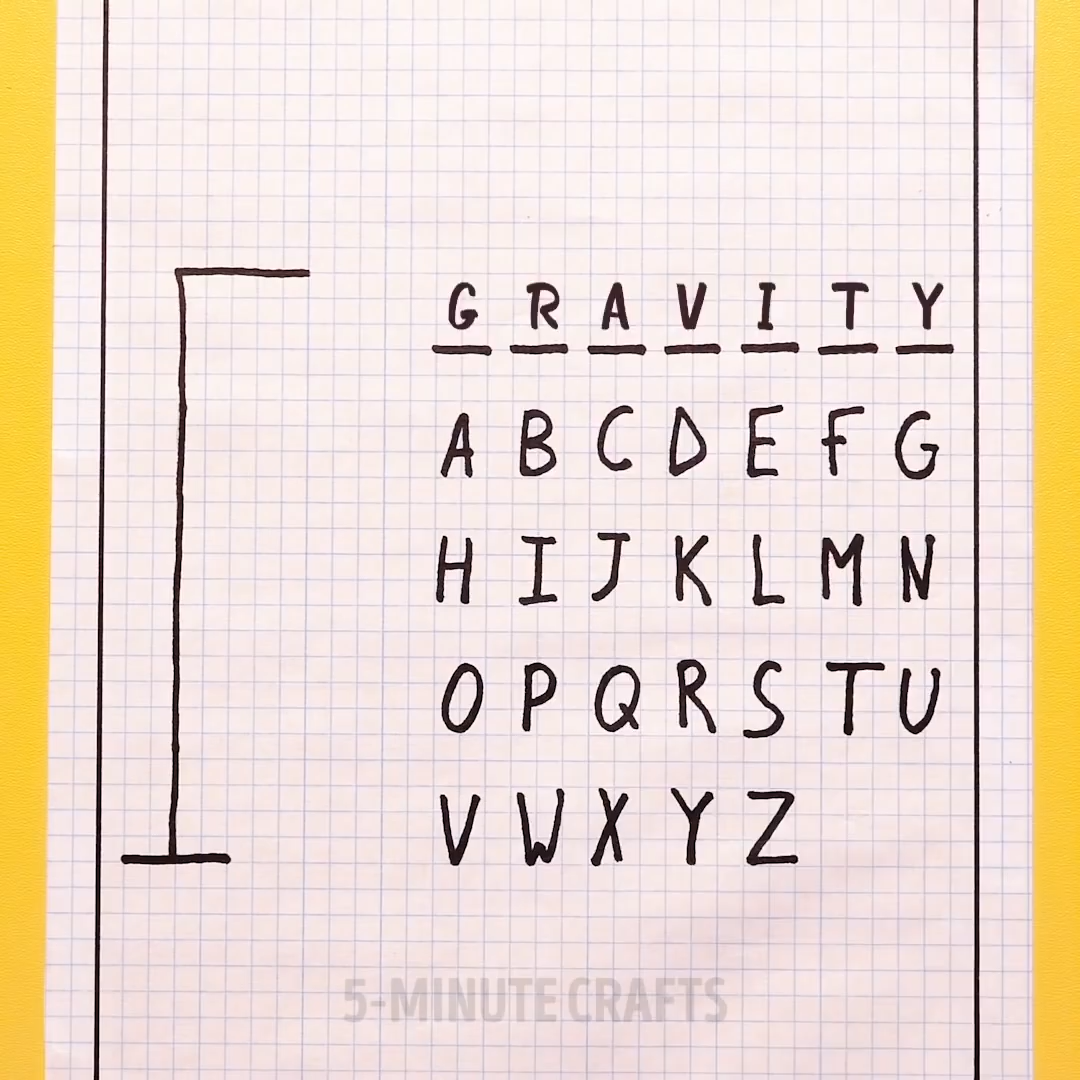 G R A V I T Y
A B C D E F G
H I J K L M N
O P Q R S T U
V W X Y Z
5-MINUTE CRAFTS